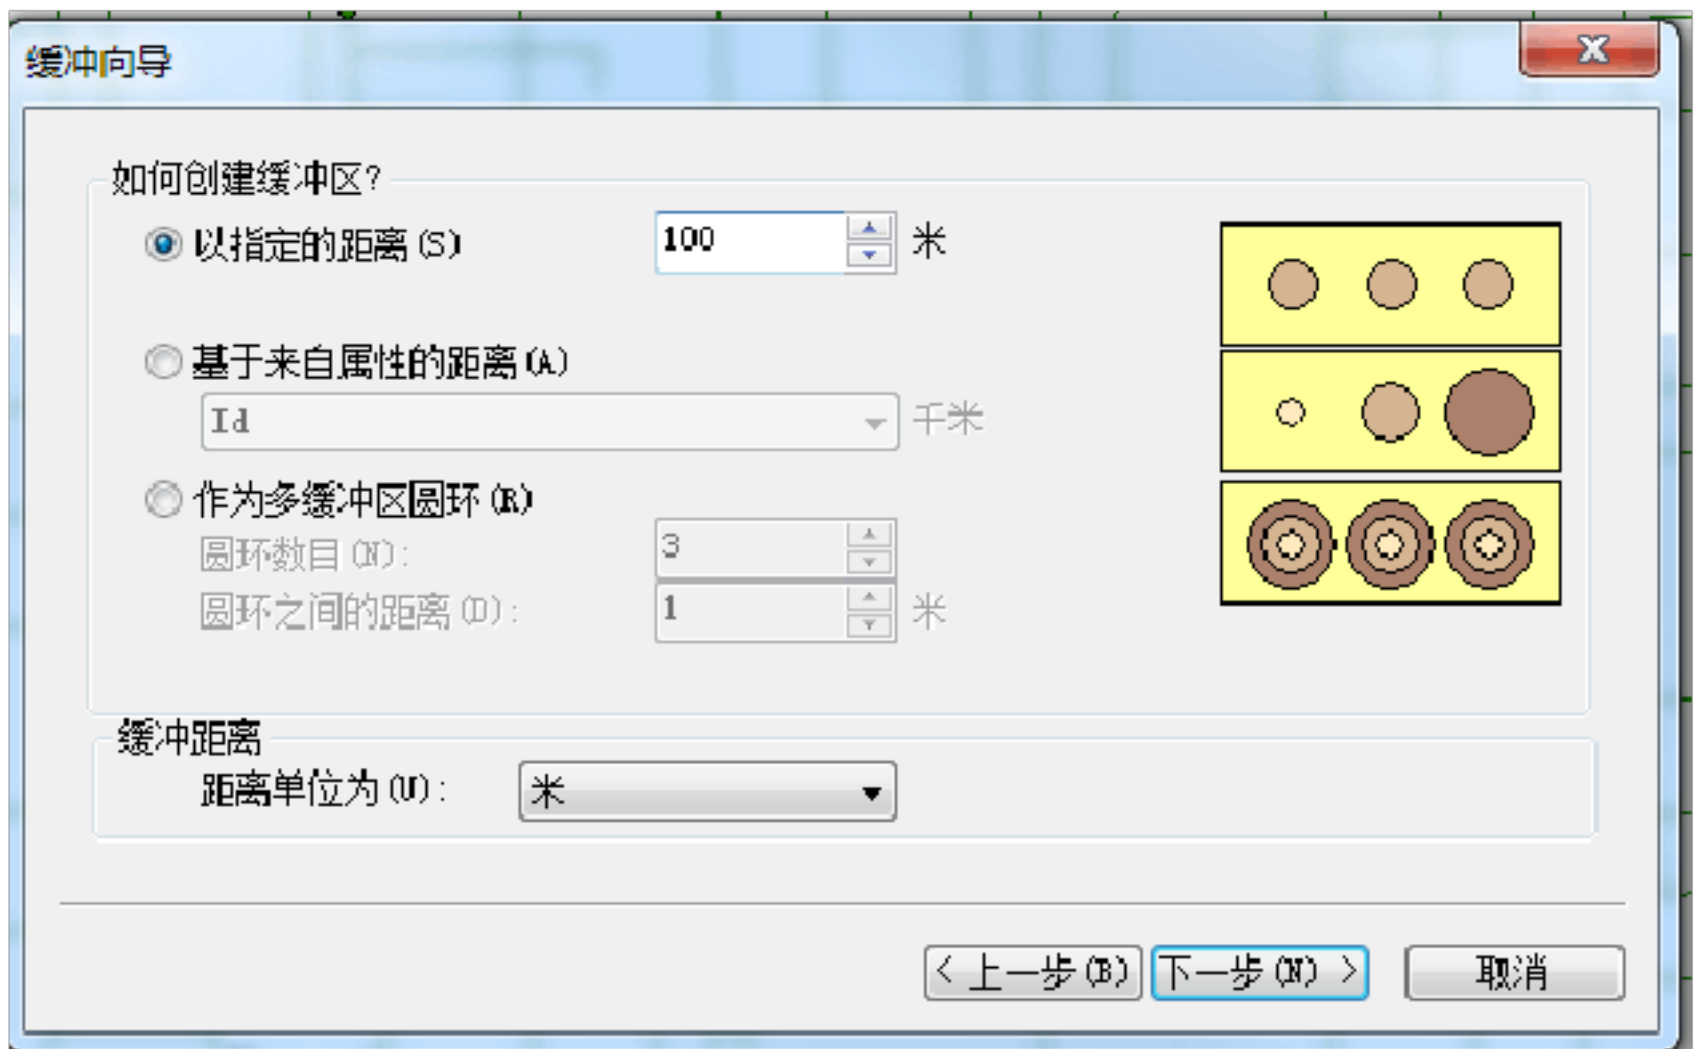 缓冲向导
如何创建缓冲区?
以指定的距离(S) 100 米
基于来自属性的距离(A)
Id 千米
作为多缓冲区圆环(R)
圆环数目(N): 3
圆环之间的距离(D): 1 米
缓冲距离
距离单位为(U): 米
< 上一步(B) 下一步(N) > 取消